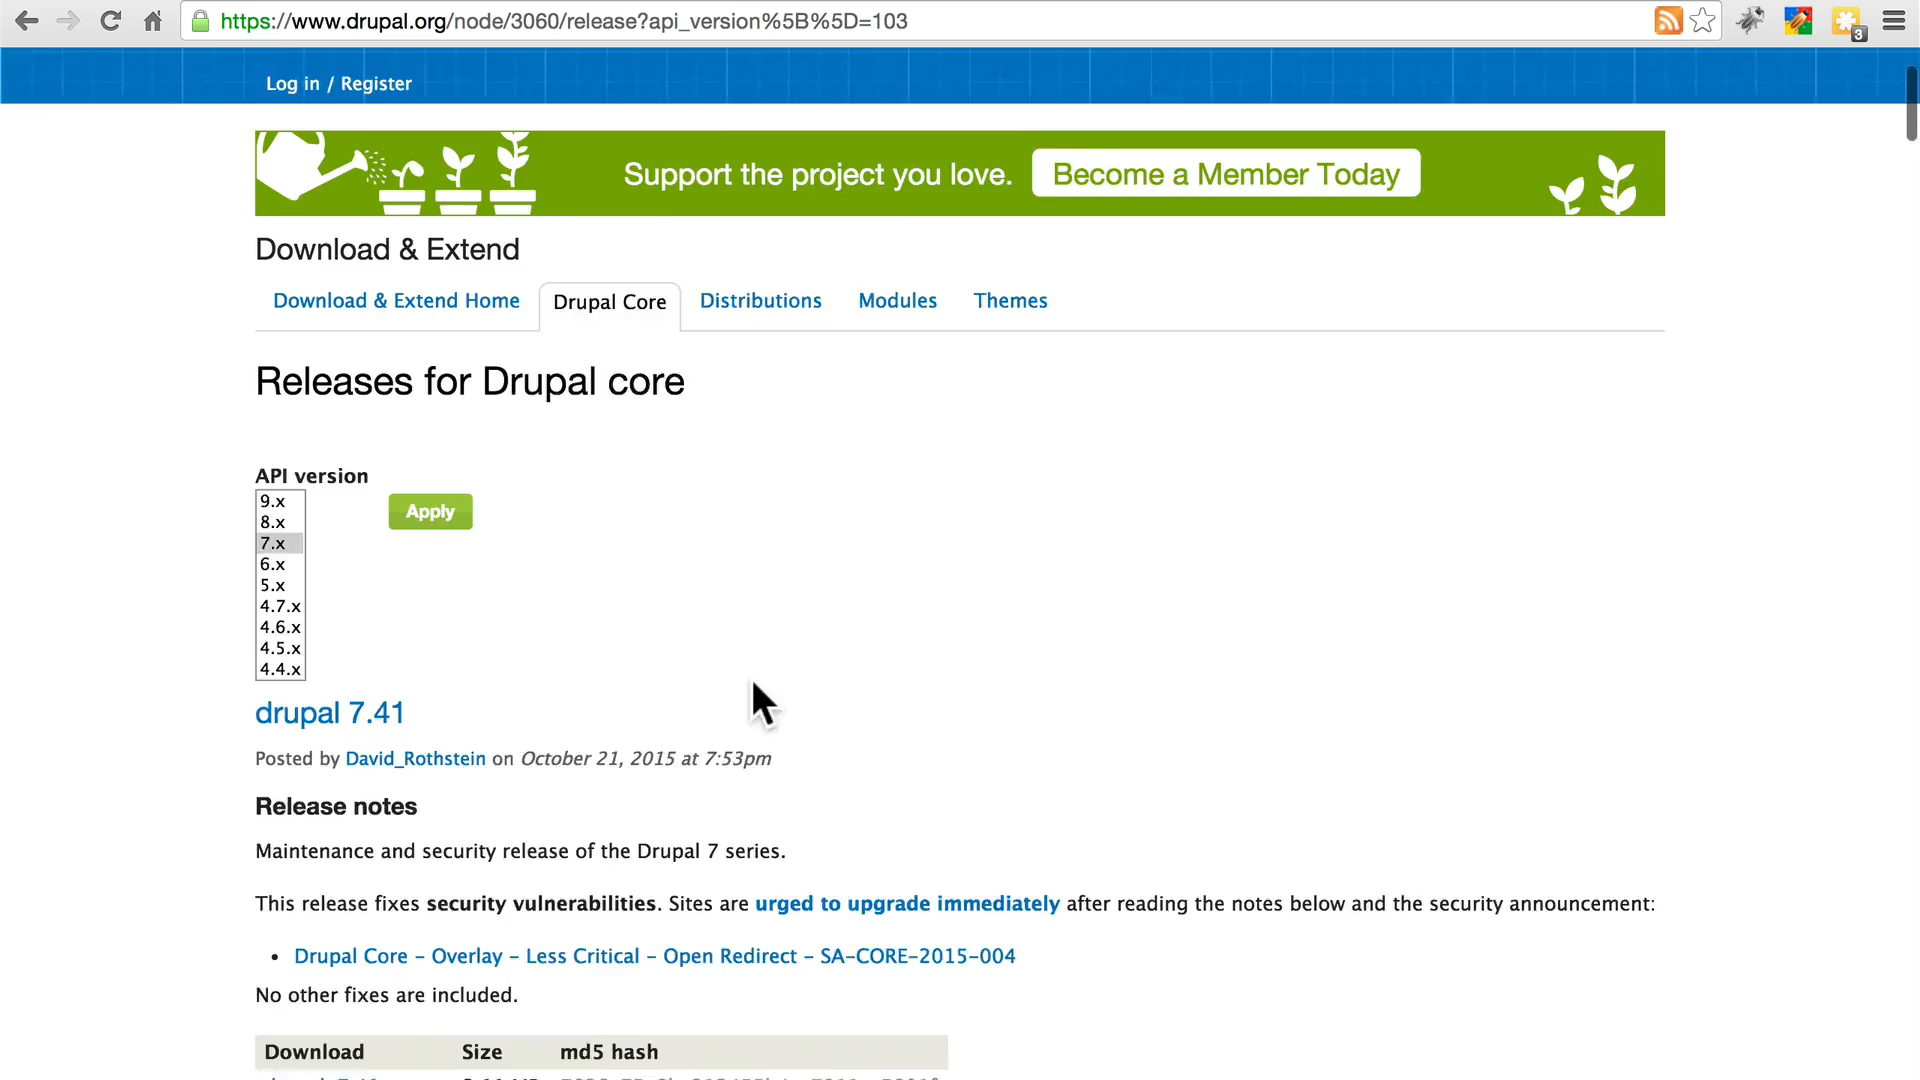 https://www.drupal.org/node/3060/release?api_version%5B%5D=103
3
Log in / Register
Support the project you love. Become a Member Today
Download & Extend
Download & Extend Home Drupal Core Distributions Modules Themes
Releases for Drupal core
API version
9.x
Apply
8.x
7.x
6.x
5.x
4.7.x
4.6.x
4.5.x
4.4.x
drupal 7.41
Posted by David_Rothstein on October 21, 2015 at 7:53pm
Release notes
Maintenance and security release of the Drupal 7 series.
This release fixes security vulnerabilities. Sites are urged to upgrade immediately after reading the notes below and the security announcement:
• Drupal Core – Overlay – Less Critical – Open Redirect – SA-CORE-2015-004
No other fixes are included.
Download Size md5 hash